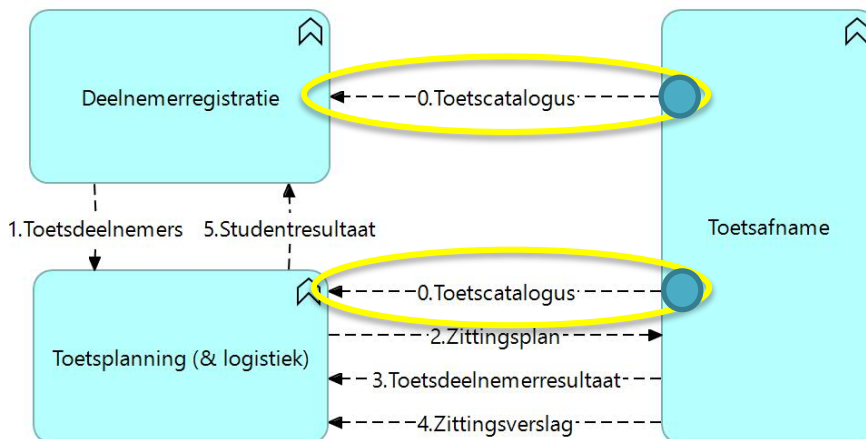 Deelnemerregistratie
0.Toetscatalogus
1.Toetsdeelnemers
5.Studentresultaat
Toetsafname
0.Toetscatalogus
2.Zittingsplan
Toetsplanning (& logistiek)
3.Toetsdeelnemerresultaat
4.Zittingsverslag